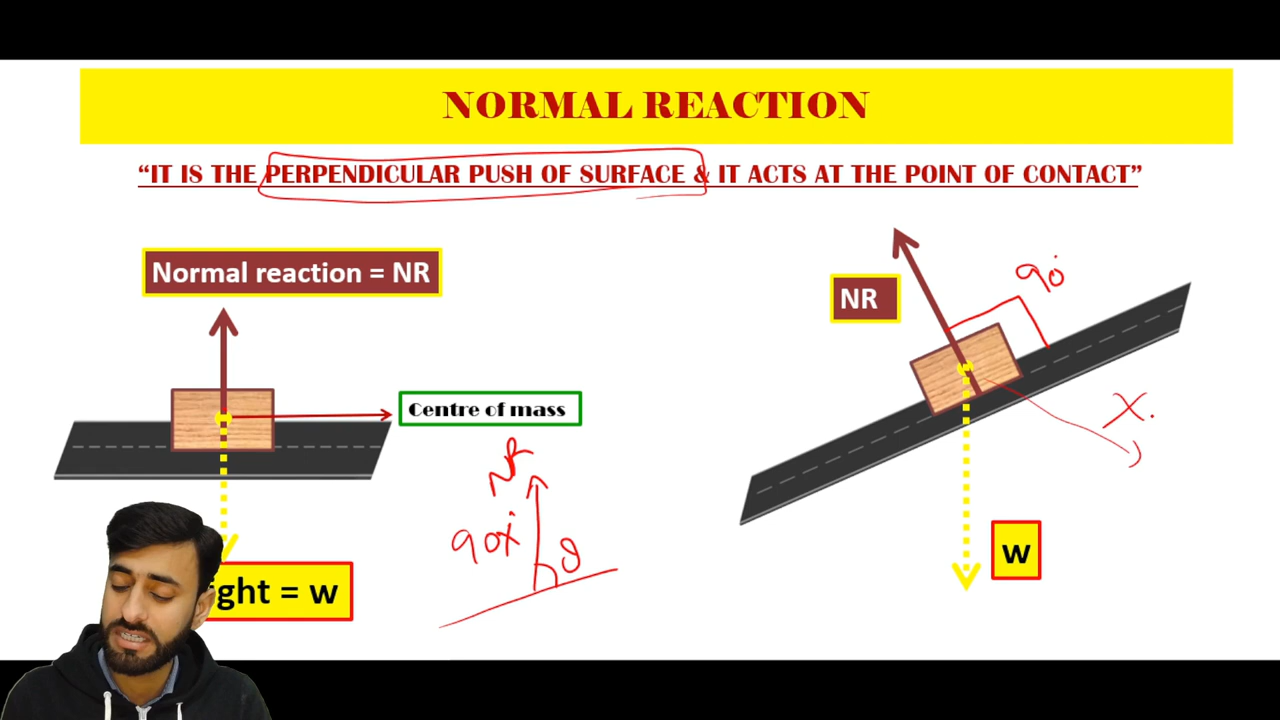 NORMAL REACTION
“IT IS THE PERPENDICULAR PUSH OF SURFACE & IT ACTS AT THE POINT OF CONTACT”
Normal reaction = NR
Centre of mass
ight = w
NR
90°
θ
NR
90°
X.
w